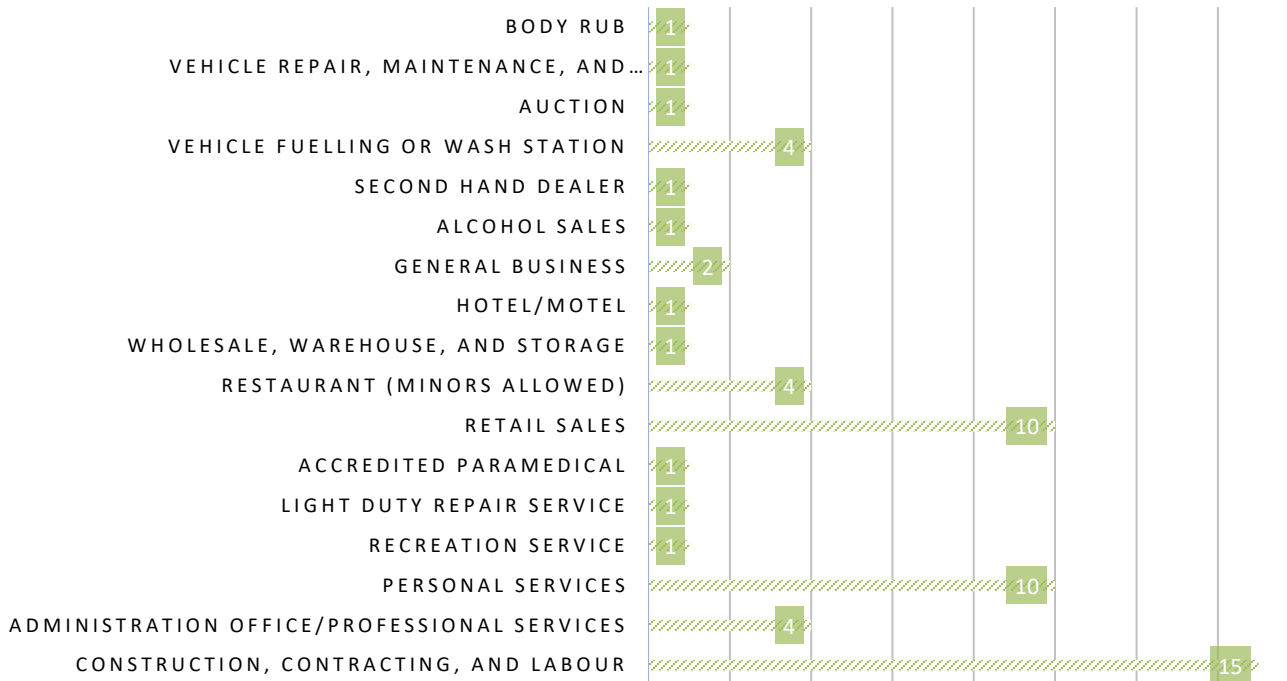 BODY RUB 1
VEHICLE REPAIR, MAINTENANCE, AND… 1
AUCTION 1
VEHICLE FUELLING OR WASH STATION 4
SECOND HAND DEALER 1
ALCOHOL SALES 1
GENERAL BUSINESS 2
HOTEL/MOTEL 1
WHOLESALE, WAREHOUSE, AND STORAGE 1
RESTAURANT (MINORS ALLOWED) 4
RETAIL SALES 10
ACCREDITED PARAMEDICAL 1
LIGHT DUTY REPAIR SERVICE 1
RECREATION SERVICE 1
PERSONAL SERVICES 10
ADMINISTRATION OFFICE/PROFESSIONAL SERVICES 4
CONSTRUCTION, CONTRACTING, AND LABOUR 15